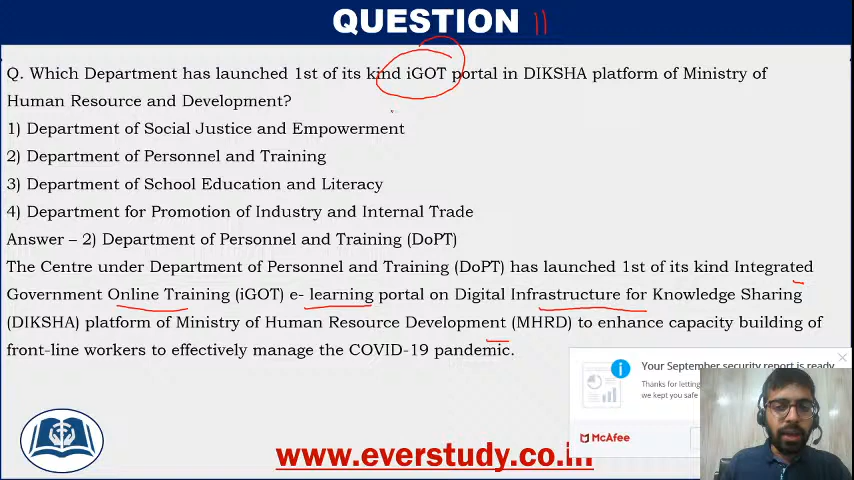 QUESTION 11
Q. Which Department has launched 1st of its kind iGOT portal in DIKSHA platform of Ministry of
Human Resource and Development?
1) Department of Social Justice and Empowerment
2) Department of Personnel and Training
3) Department of School Education and Literacy
4) Department for Promotion of Industry and Internal Trade
Answer – 2) Department of Personnel and Training (DoPT)
The Centre under Department of Personnel and Training (DoPT) has launched 1st of its kind Integrated
Government Online Training (iGOT) e- learning portal on Digital Infrastructure for Knowledge Sharing
(DIKSHA) platform of Ministry of Human Resource Development (MHRD) to enhance capacity building of
front-line workers to effectively manage the COVID-19 pandemic.
Your September security report is ready
Thanks for letting
we kept you safe
McAfee
www.everstudy.co.in